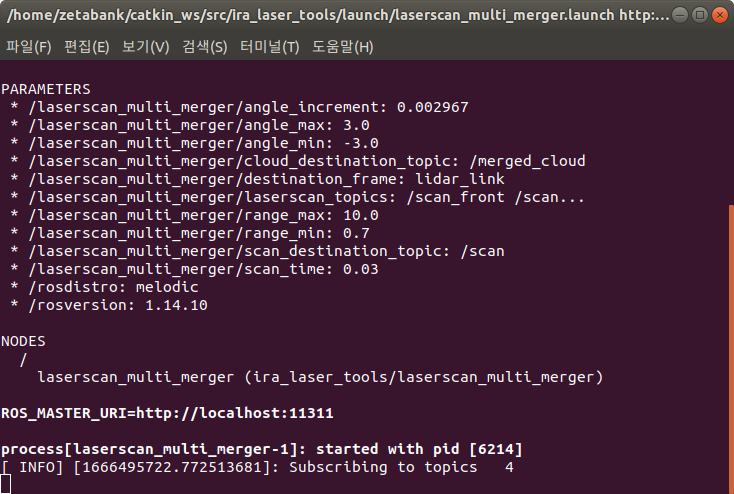 /home/zetabank/catkin_ws/src/ira_laser_tools/launch/laserscan_multi_merger.launch http:...
파일(F) 편집(E) 보기(V) 검색(S) 터미널(T) 도움말(H)
PARAMETERS
* /laserscan_multi_merger/angle_increment: 0.002967
* /laserscan_multi_merger/angle_max: 3.0
* /laserscan_multi_merger/angle_min: -3.0
* /laserscan_multi_merger/cloud_destination_topic: /merged_cloud
* /laserscan_multi_merger/destination_frame: lidar_link
* /laserscan_multi_merger/laserscan_topics: /scan_front /scan...
* /laserscan_multi_merger/range_max: 10.0
* /laserscan_multi_merger/range_min: 0.7
* /laserscan_multi_merger/scan_destination_topic: /scan
* /laserscan_multi_merger/scan_time: 0.03
* /rosdistro: melodic
* /rosversion: 1.14.10
NODES
/
laserscan_multi_merger (ira_laser_tools/laserscan_multi_merger)
ROS_MASTER_URI=http://localhost:11311
process[laserscan_multi_merger-1]: started with pid [6214]
[ INFO] [1666495722.772513681]: Subscribing to topics 4